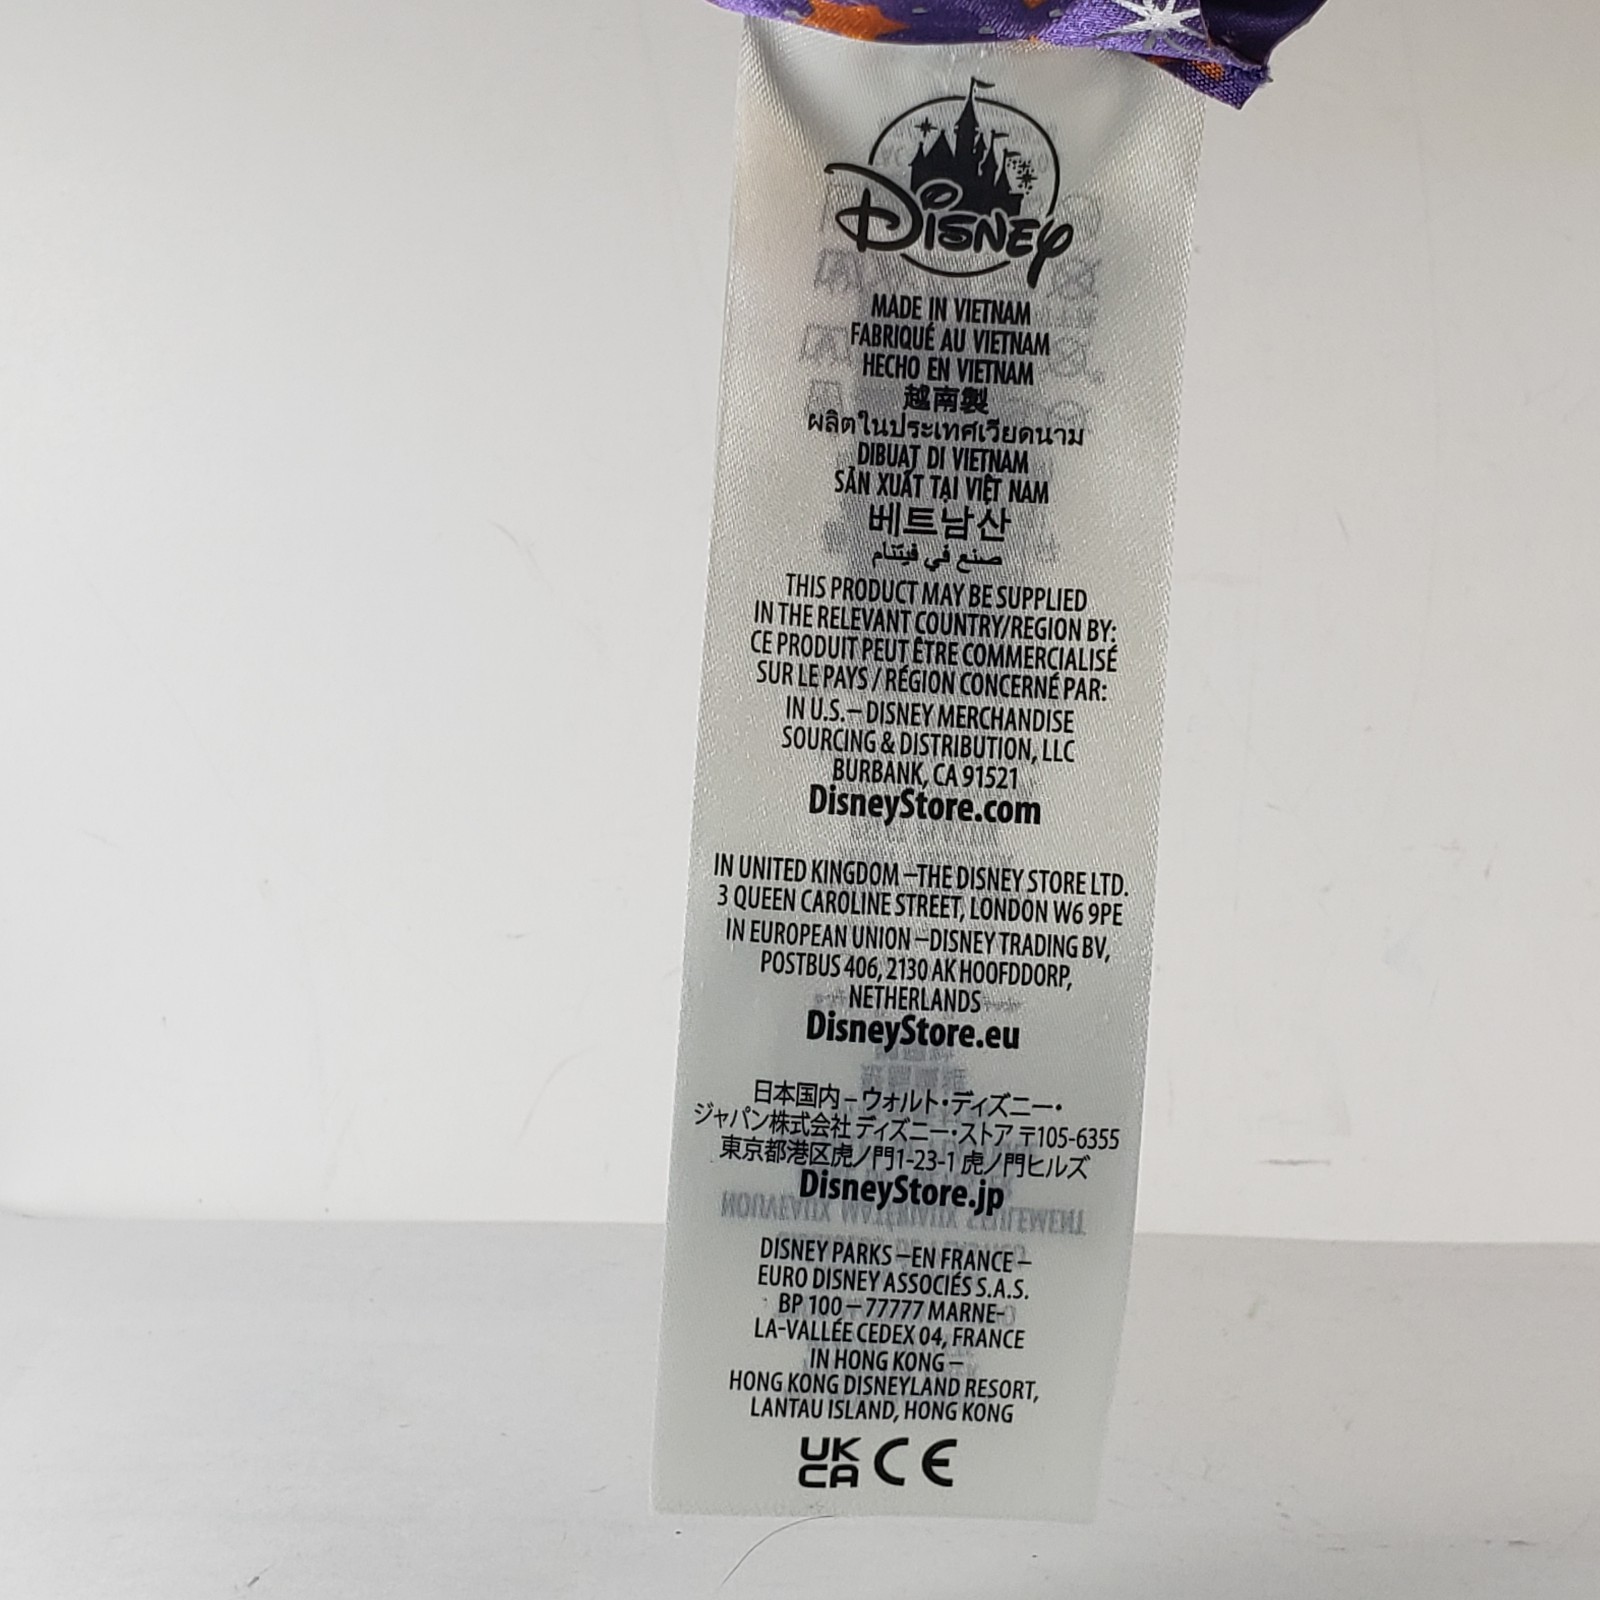 Disney
MADE IN VIETNAM
FABRIQUÉ AU VIETNAM
HECHO EN VIETNAM
越南製
ผลิตในประเทศเวียดนาม
DIBUAT DI VIETNAM
SẢN XUẤT TẠI VIỆT NAM
베트남산
صنع في فيتنام
THIS PRODUCT MAY BE SUPPLIED
IN THE RELEVANT COUNTRY/REGION BY:
CE PRODUIT PEUT ÊTRE COMMERCIALISÉ
SUR LE PAYS / RÉGION CONCERNÉ PAR:
IN U.S.– DISNEY MERCHANDISE
SOURCING & DISTRIBUTION, LLC
BURBANK, CA 91521
DisneyStore.com
IN UNITED KINGDOM –THE DISNEY STORE LTD.
3 QUEEN CAROLINE STREET, LONDON W6 9PE
IN EUROPEAN UNION –DISNEY TRADING BV,
POSTBUS 406, 2130 AK HOOFDDORP,
NETHERLANDS
DisneyStore.eu
日本国内 – ウォルト・ディズニー・
ジャパン株式会社 ディズニー・ストア 〒105-6355
東京都港区虎ノ門1-23-1 虎ノ門ヒルズ
DisneyStore.jp
DISNEY PARKS –EN FRANCE –
EURO DISNEY ASSOCIÉS S.A.S.
BP 100 – 77777 MARNE-
LA-VALLÉE CEDEX 04, FRANCE
IN HONG KONG –
HONG KONG DISNEYLAND RESORT,
LANTAU ISLAND, HONG KONG
UK CA CE